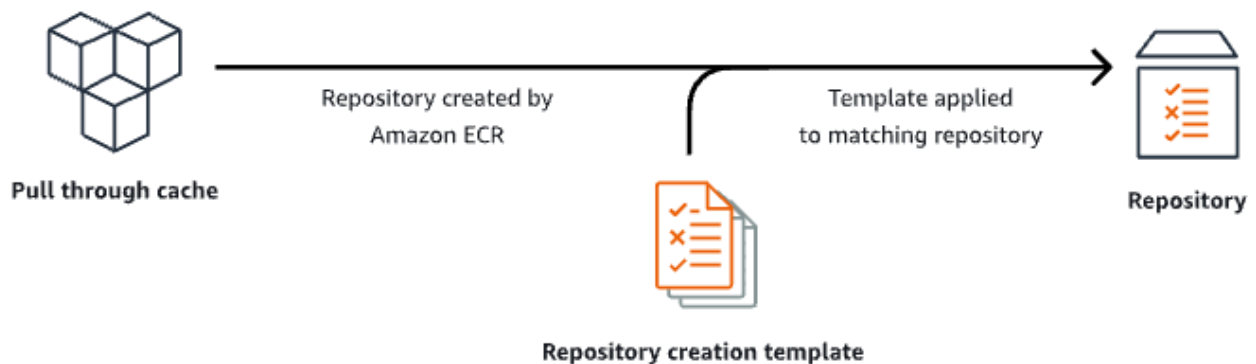 Repository created by
Amazon ECR
Template applied
to matching repository
Pull through cache
Repository
Repository creation template